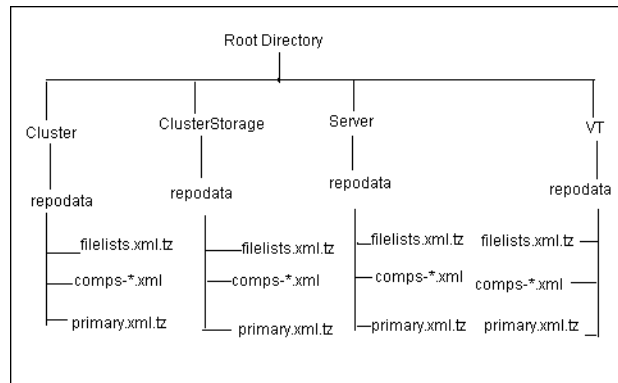 Root Directory
Cluster
ClusterStorage
Server
VT
repodata
repodata
repodata
repodata
filelists.xml.tz
comps-*.xml
primary.xml.tz
filelists.xml.tz
comps-*.xml
primary.xml.tz
filelists.xml.tz
comps-*.xml
primary.xml.tz
filelists.xml.tz
comps-*.xml
primary.xml.tz